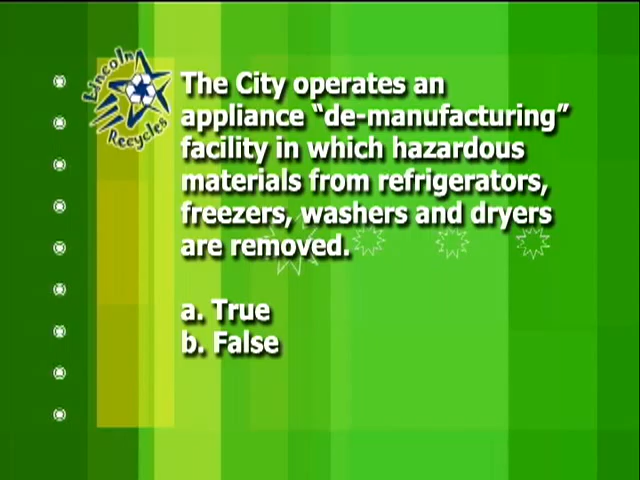 Lincoln
Recycles
The City operates an
appliance “de-manufacturing”
facility in which hazardous
materials from refrigerators,
freezers, washers and dryers
are removed.
a. True
b. False